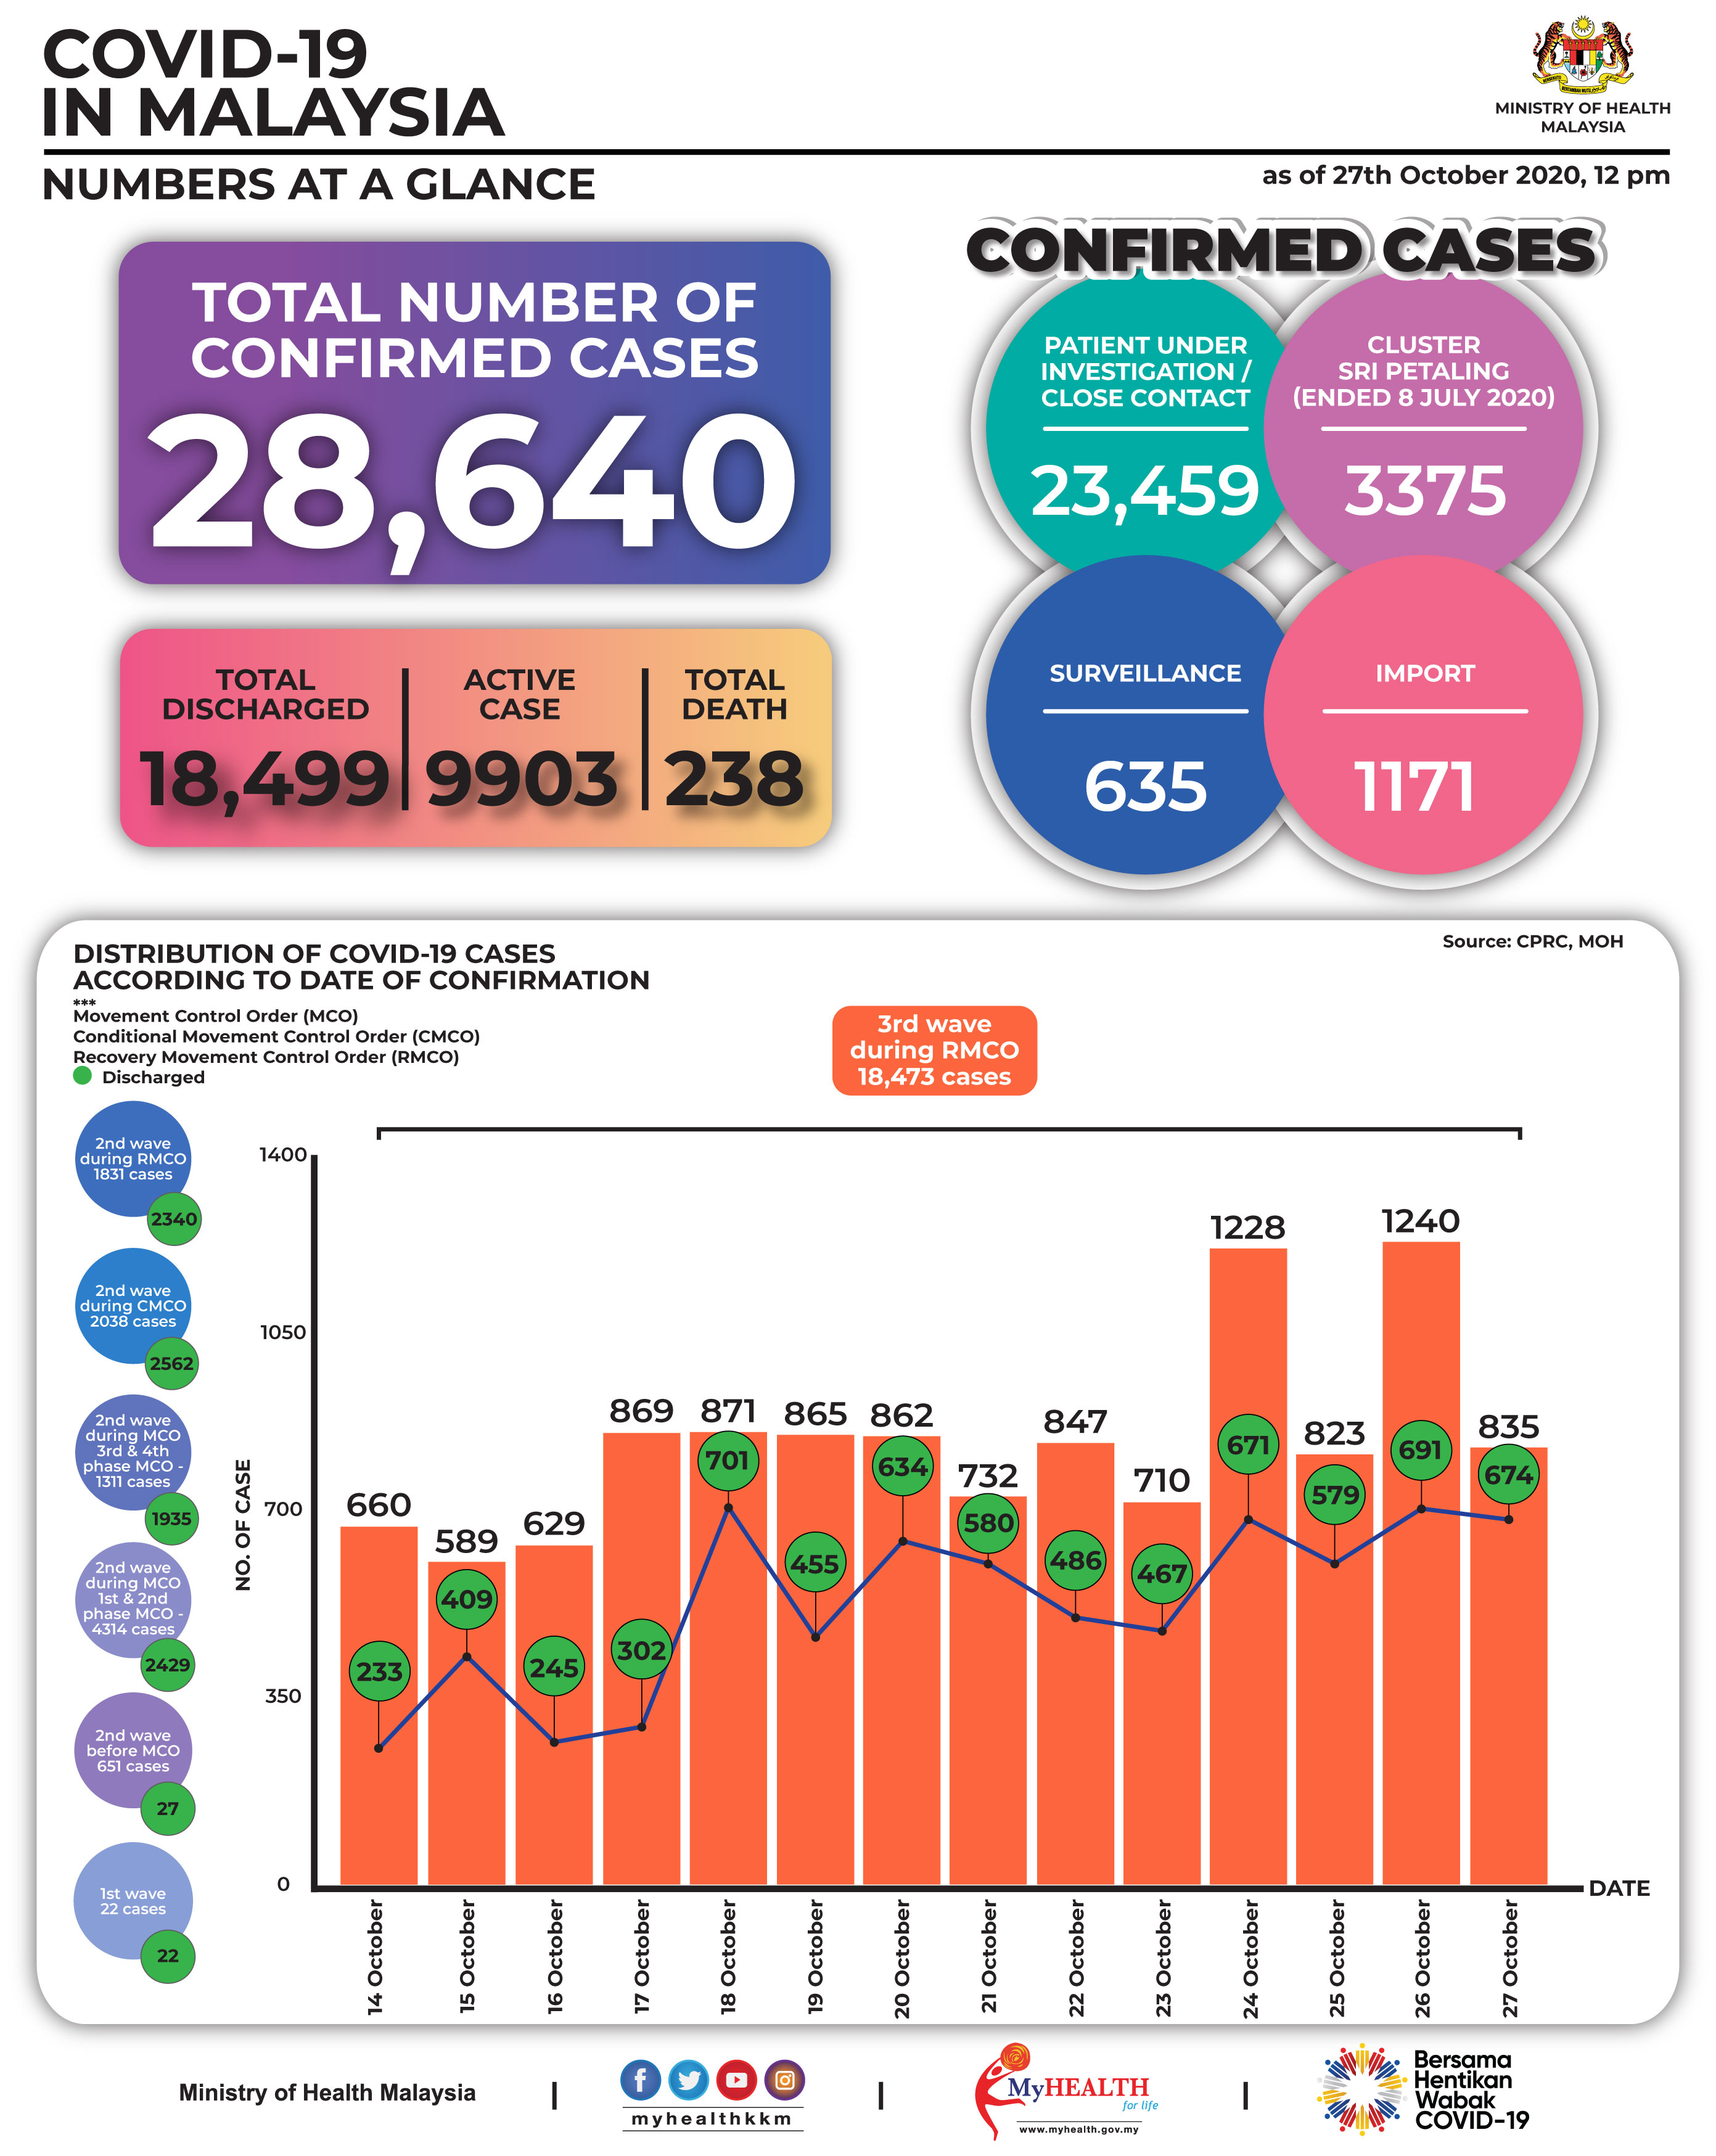 COVID-19
IN MALAYSIA
MINISTRY OF HEALTH
MALAYSIA
NUMBERS AT A GLANCE
as of 27th October 2020, 12 pm
TOTAL NUMBER OF
CONFIRMED CASES
28,640
TOTAL
DISCHARGED
18,499
ACTIVE
CASE
9903
TOTAL
DEATH
238
CONFIRMED CASES
PATIENT UNDER
INVESTIGATION /
CLOSE CONTACT
23,459
CLUSTER
SRI PETALING
(ENDED 8 JULY 2020)
3375
SURVEILLANCE
635
IMPORT
1171
DISTRIBUTION OF COVID-19 CASES
ACCORDING TO DATE OF CONFIRMATION
Source: CPRC, MOH
***
Movement Control Order (MCO)
Conditional Movement Control Order (CMCO)
Recovery Movement Control Order (RMCO)
Discharged
3rd wave
during RMCO
18,473 cases
2nd wave
during RMCO
1831 cases
2340
2nd wave
during CMCO
2038 cases
2562
2nd wave
during MCO
3rd & 4th
phase MCO -
1311 cases
1935
2nd wave
during MCO
1st & 2nd
phase MCO -
4314 cases
2429
2nd wave
before MCO
651 cases
27
1st wave
22 cases
22
NO. OF CASE
1400
1050
700
350
0
660
589
629
869
871
865
862
732
847
710
1228
823
1240
835
233
409
245
302
701
455
634
580
486
467
671
579
691
674
DATE
14 October
15 October
16 October
17 October
18 October
19 October
20 October
21 October
22 October
23 October
24 October
25 October
26 October
27 October
Ministry of Health Malaysia
myhealthkkm
MyHEALTH
for life
www.myhealth.gov.my
Bersama
Hentikan
Wabak
COVID-19